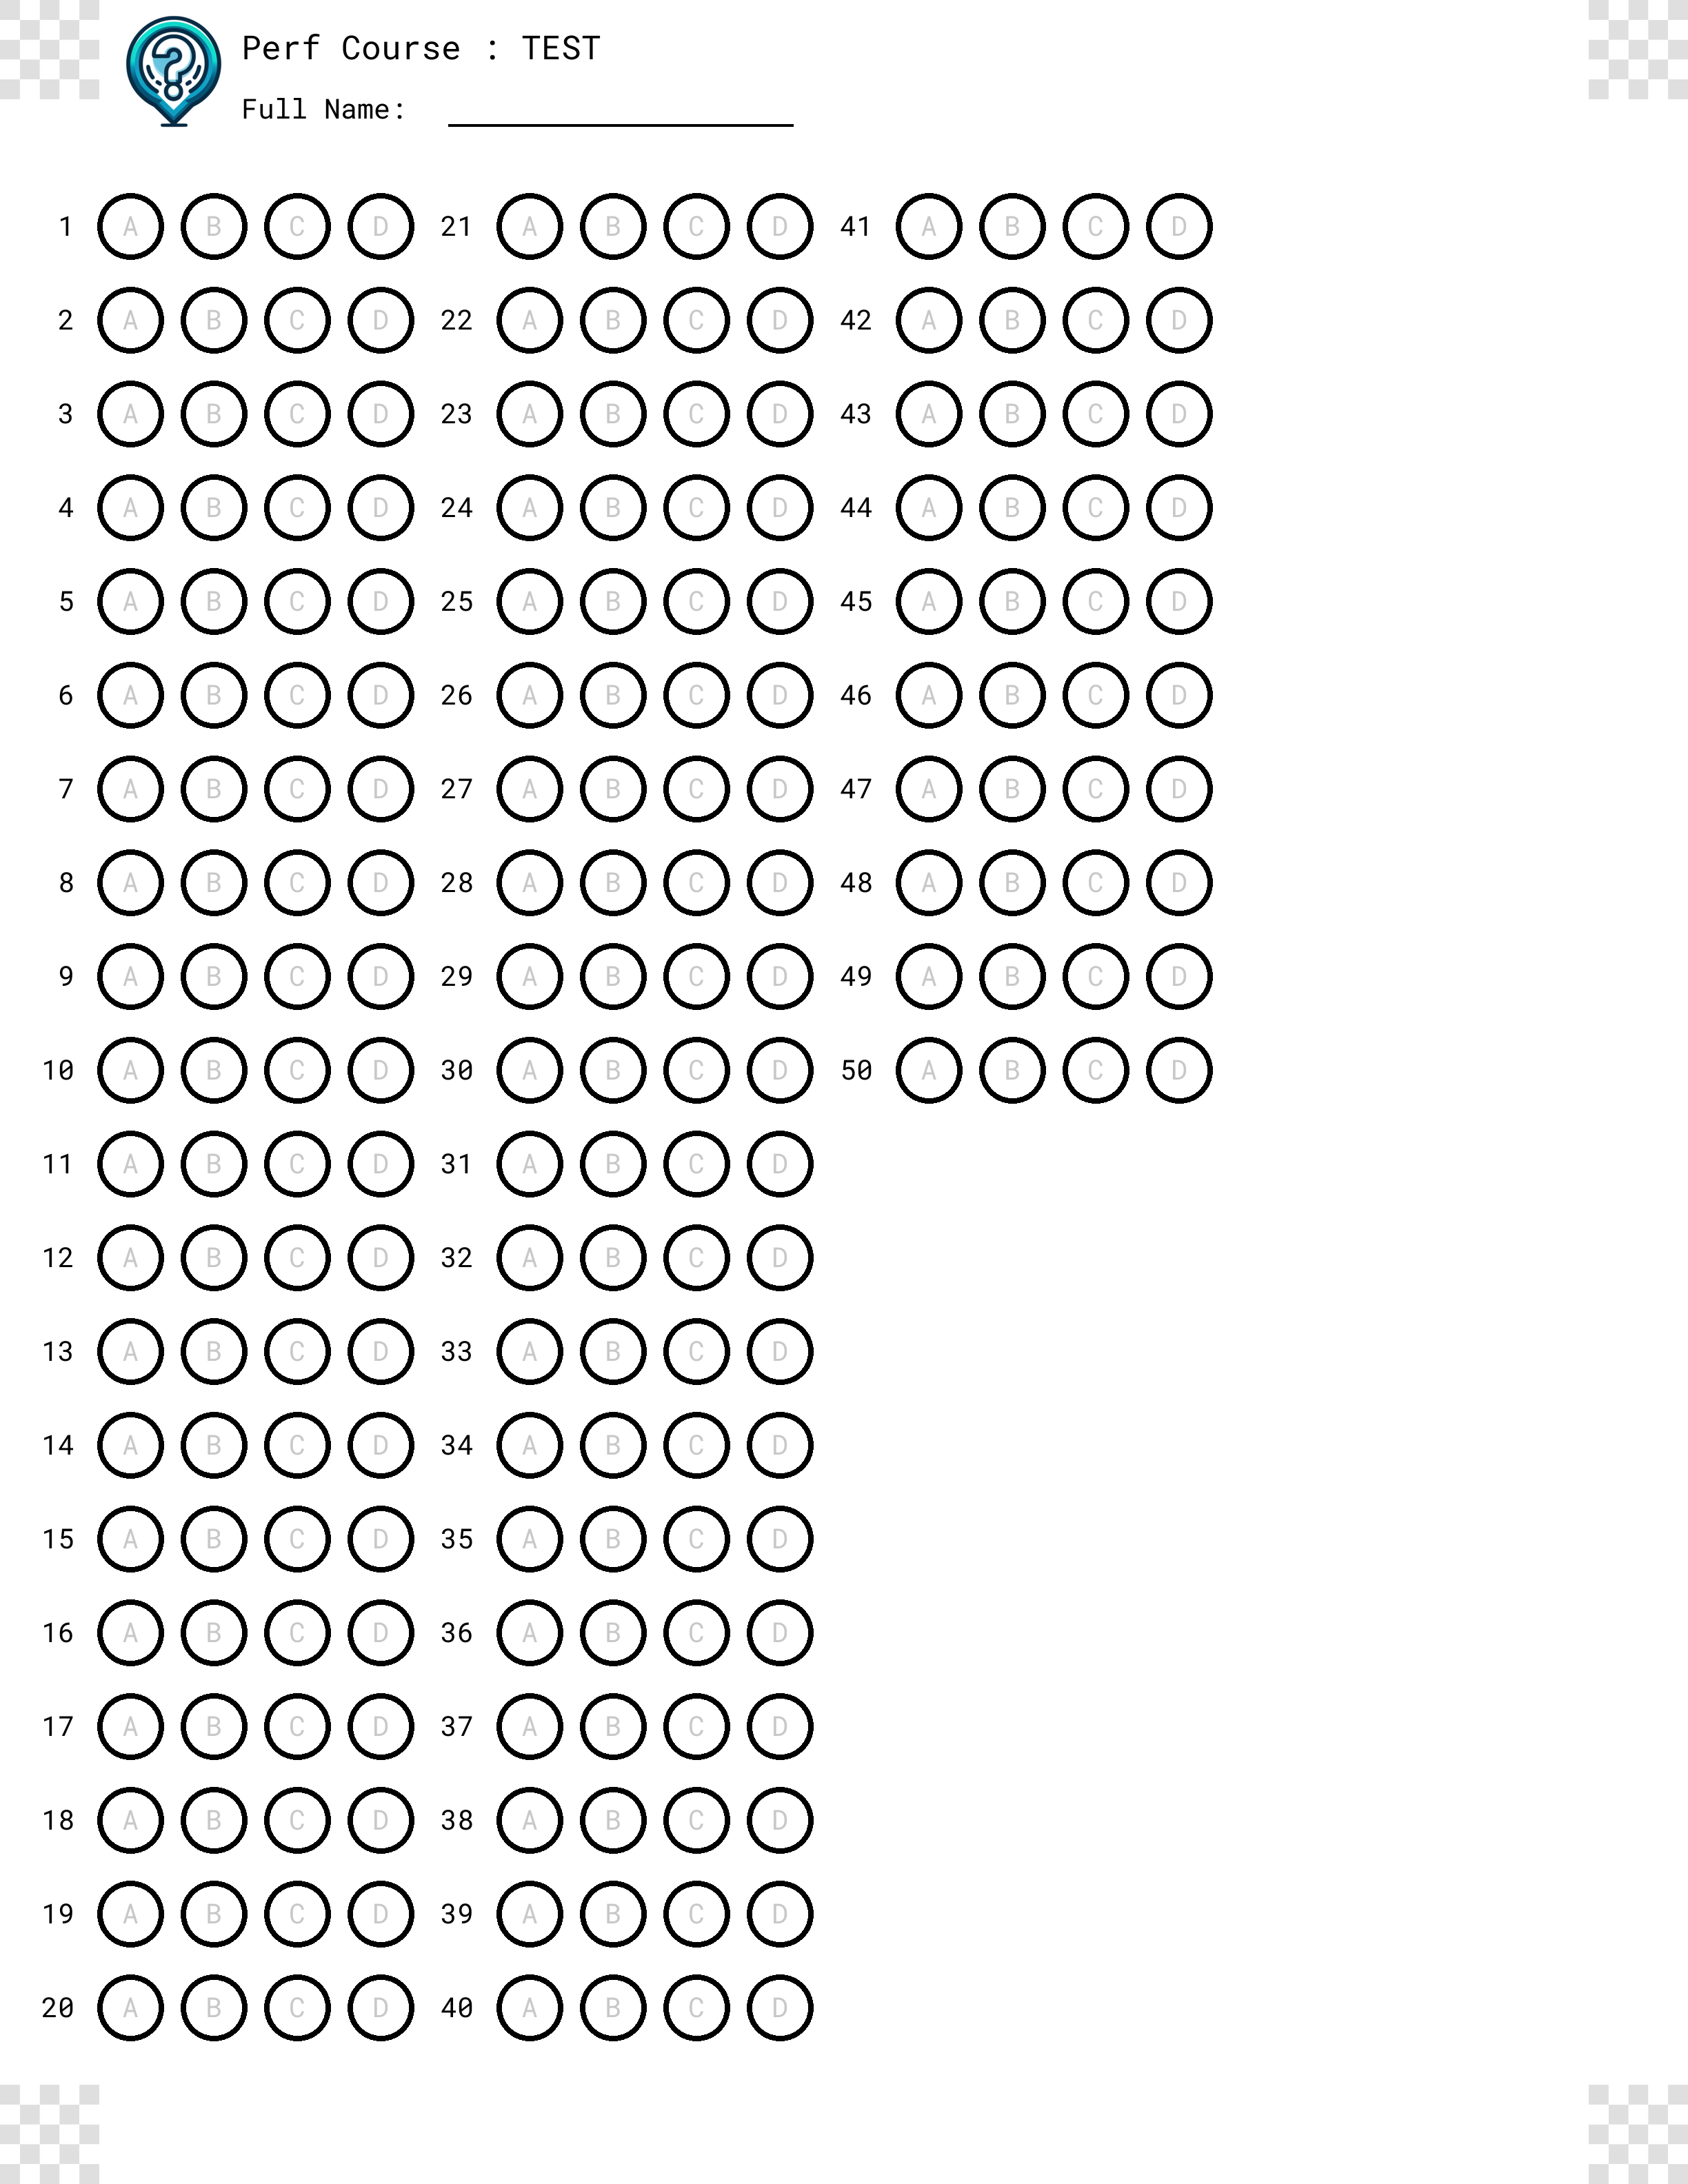 Perf Course : TEST
Full Name:
1 A B C D 21 A B C D 41 A B C D
2 A B C D 22 A B C D 42 A B C D
3 A B C D 23 A B C D 43 A B C D
4 A B C D 24 A B C D 44 A B C D
5 A B C D 25 A B C D 45 A B C D
6 A B C D 26 A B C D 46 A B C D
7 A B C D 27 A B C D 47 A B C D
8 A B C D 28 A B C D 48 A B C D
9 A B C D 29 A B C D 49 A B C D
10 A B C D 30 A B C D 50 A B C D
11 A B C D 31 A B C D
12 A B C D 32 A B C D
13 A B C D 33 A B C D
14 A B C D 34 A B C D
15 A B C D 35 A B C D
16 A B C D 36 A B C D
17 A B C D 37 A B C D
18 A B C D 38 A B C D
19 A B C D 39 A B C D
20 A B C D 40 A B C D